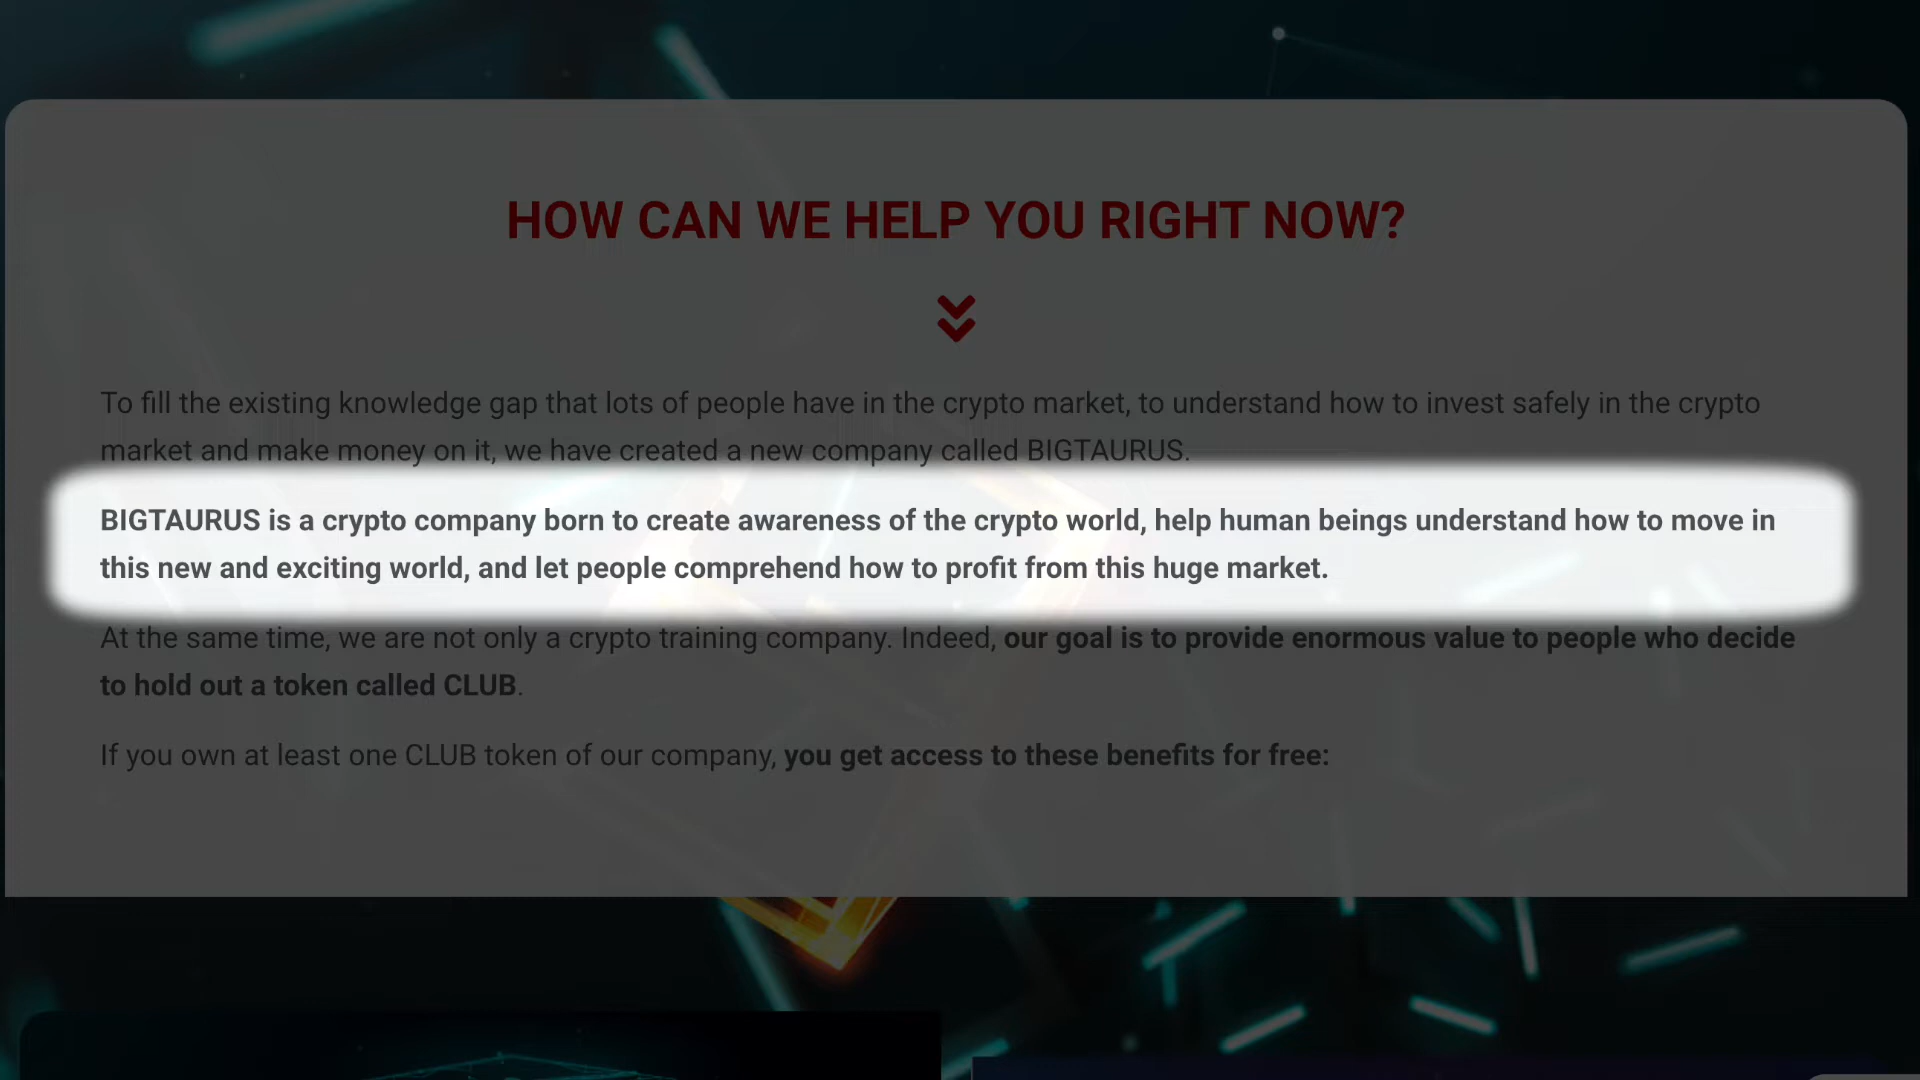 HOW CAN WE HELP YOU RIGHT NOW?
To fill the existing knowledge gap that lots of people have in the crypto market, to understand how to invest safely in the crypto
market and make money on it, we have created a new company called BIGTAURUS.
BIGTAURUS is a crypto company born to create awareness of the crypto world, help human beings understand how to move in
this new and exciting world, and let people comprehend how to profit from this huge market.
At the same time, we are not only a crypto training company. Indeed, our goal is to provide enormous value to people who decide
to hold out a token called CLUB.
If you own at least one CLUB token of our company, you get access to these benefits for free: